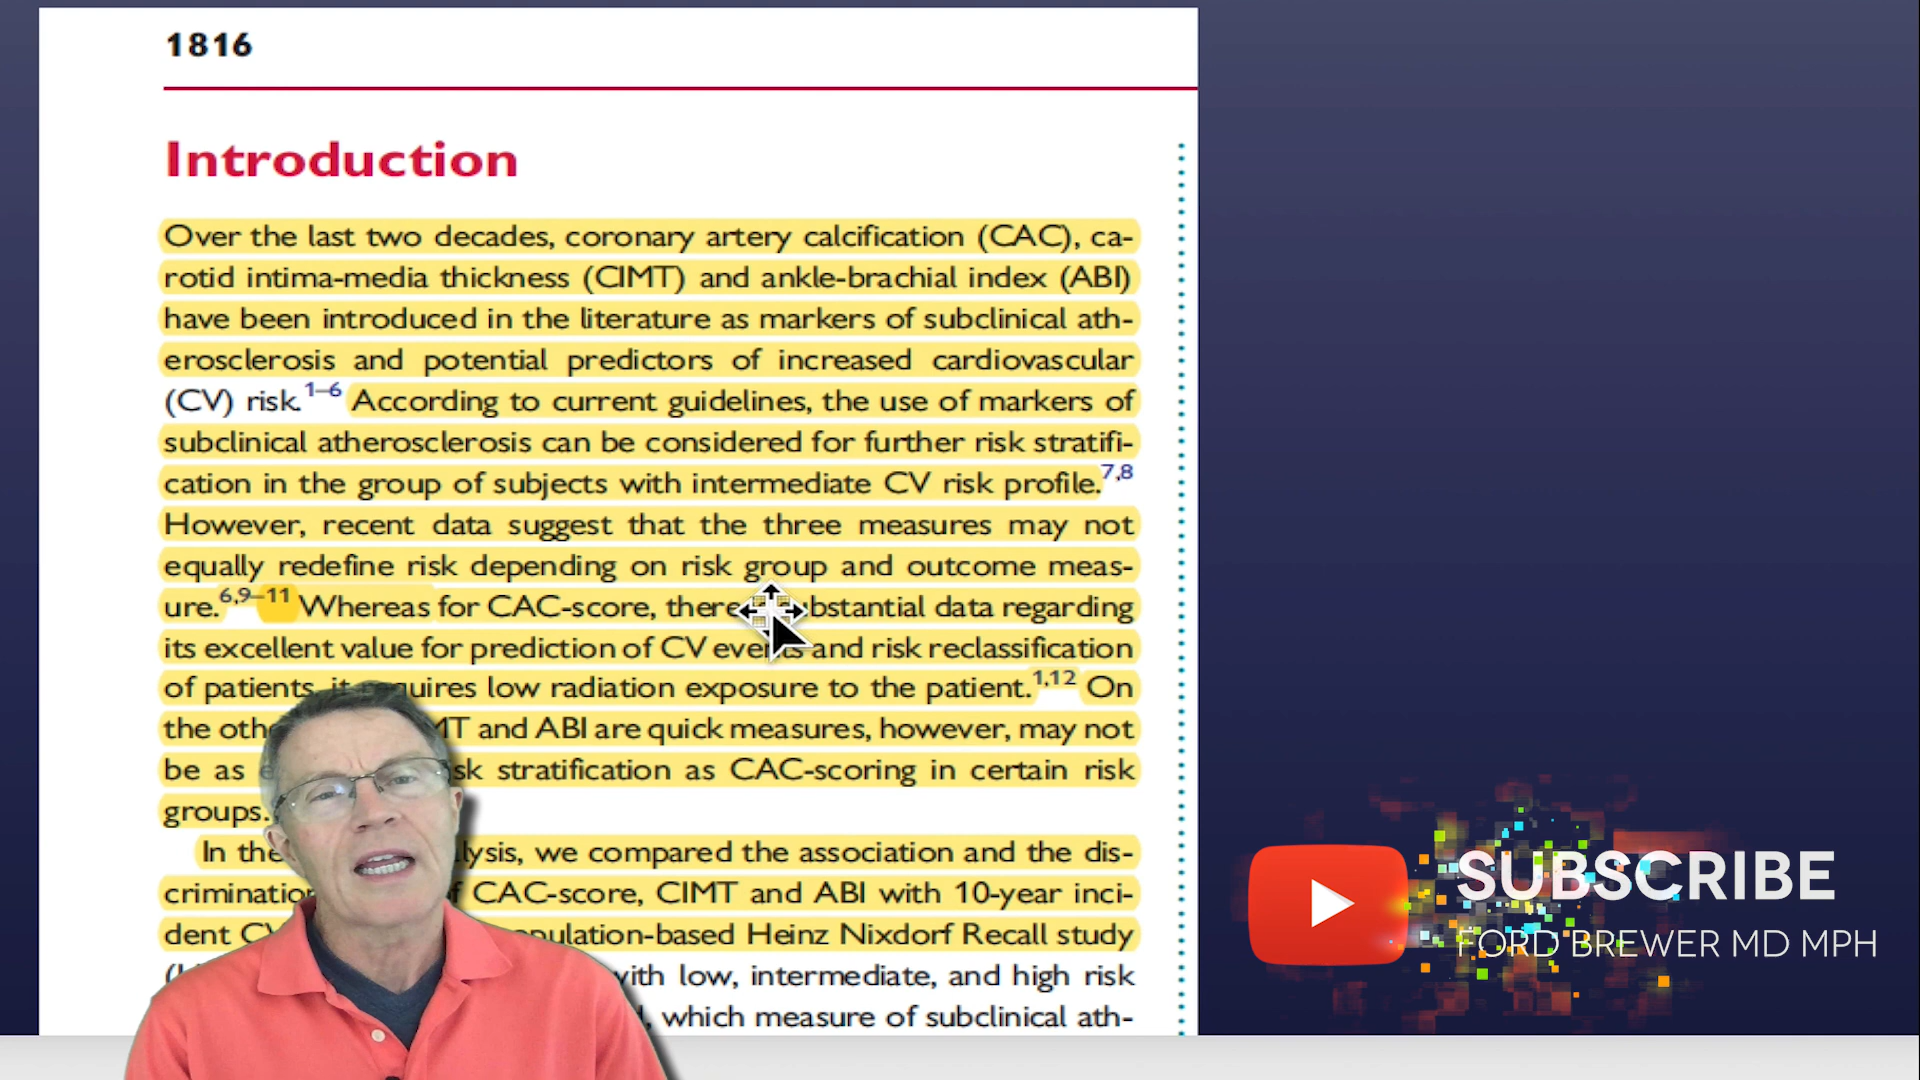 1816
Introduction
Over the last two decades, coronary artery calcification (CAC), ca-
rotid intima-media thickness (CIMT) and ankle-brachial index (ABI)
have been introduced in the literature as markers of subclinical ath-
erosclerosis and potential predictors of increased cardiovascular
(CV) risk.1–6 According to current guidelines, the use of markers of
subclinical atherosclerosis can be considered for further risk stratifi-
cation in the group of subjects with intermediate CV risk profile.7,8
However, recent data suggest that the three measures may not
equally redefine risk depending on risk group and outcome meas-
ure.6,9–11 Whereas for CAC-score, there substantial data regarding
its excellent value for prediction of CV events and risk reclassification
of patients, it requires low radiation exposure to the patient.1,12 On
the MT and ABI are quick measures, however, may not
be as stratification as CAC-scoring in certain risk
groups.
In the we compared the association and the dis-
CAC-score, CIMT and ABI with 10-year inci-
dent population-based Heinz Nixdorf Recall study
with low, intermediate, and high risk
which measure of subclinical ath-
SUBSCRIBE
FORD BREWER MD MPH